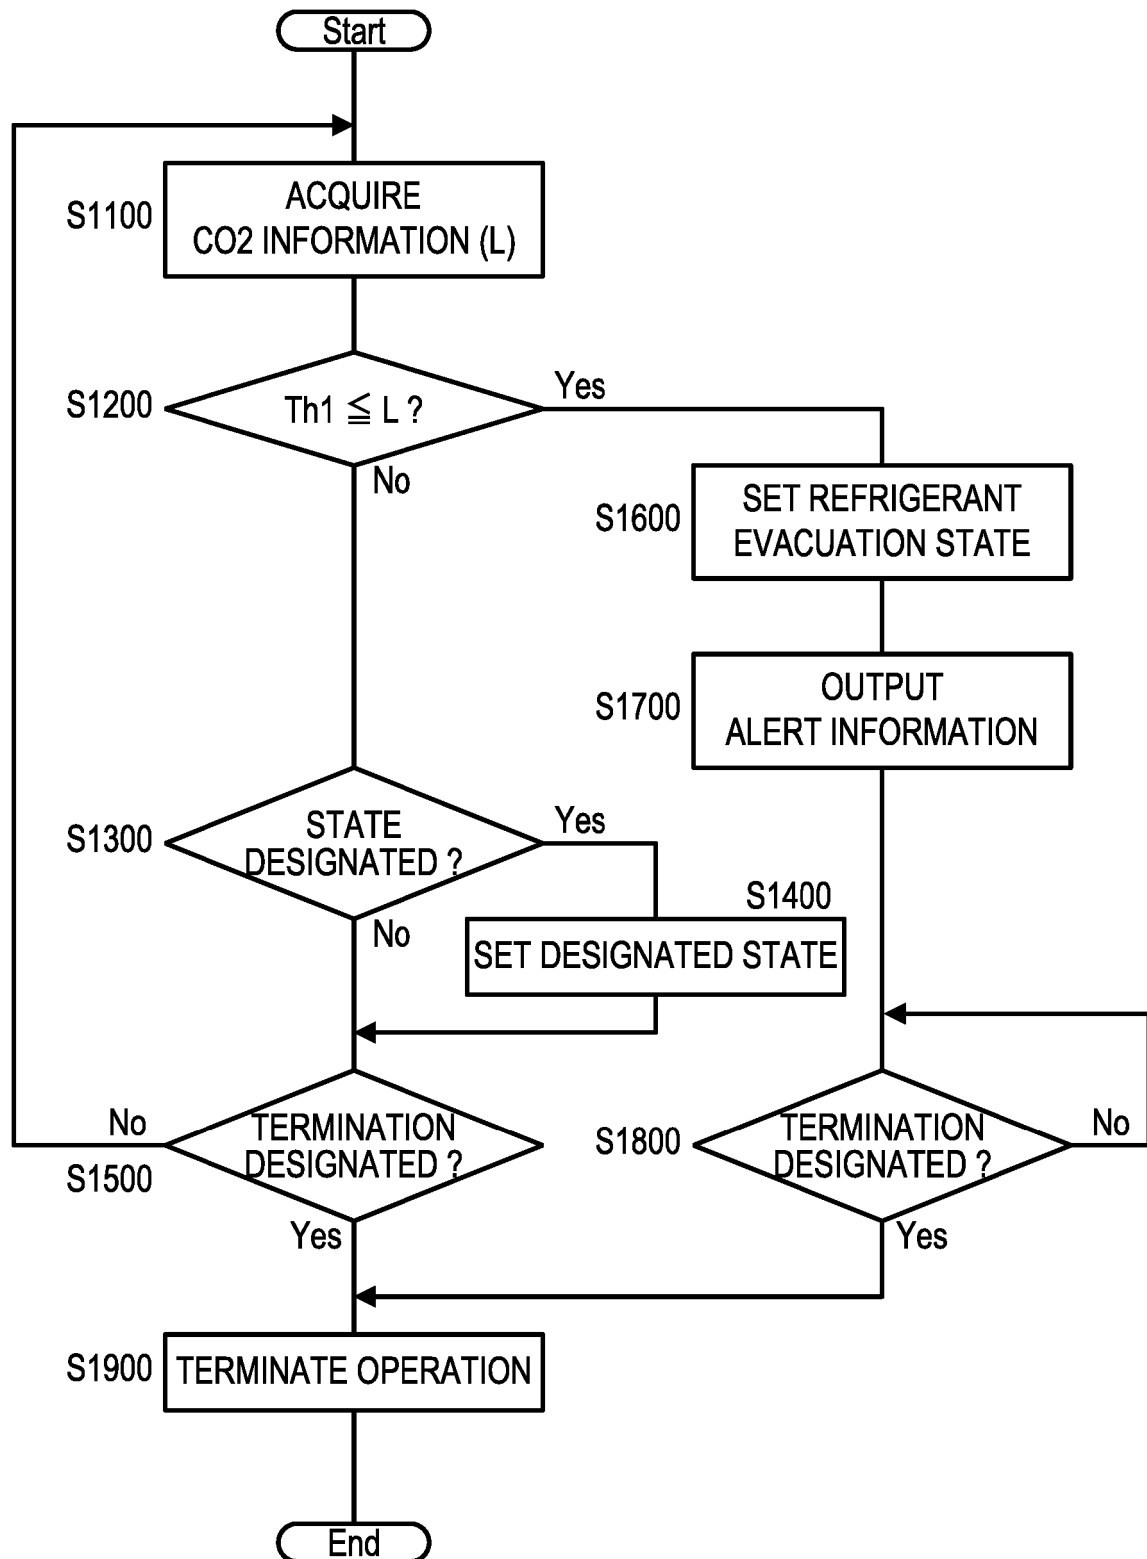 Start
S1100
ACQUIRE
CO2 INFORMATION (L)
S1200
Th1 ≦ L ?
Yes
No
S1600
SET REFRIGERANT
EVACUATION STATE
S1700
OUTPUT
ALERT INFORMATION
S1300
STATE
DESIGNATED ?
Yes
No
S1400
SET DESIGNATED STATE
No
S1500
TERMINATION
DESIGNATED ?
Yes
S1800
TERMINATION
DESIGNATED ?
No
Yes
S1900
TERMINATE OPERATION
End